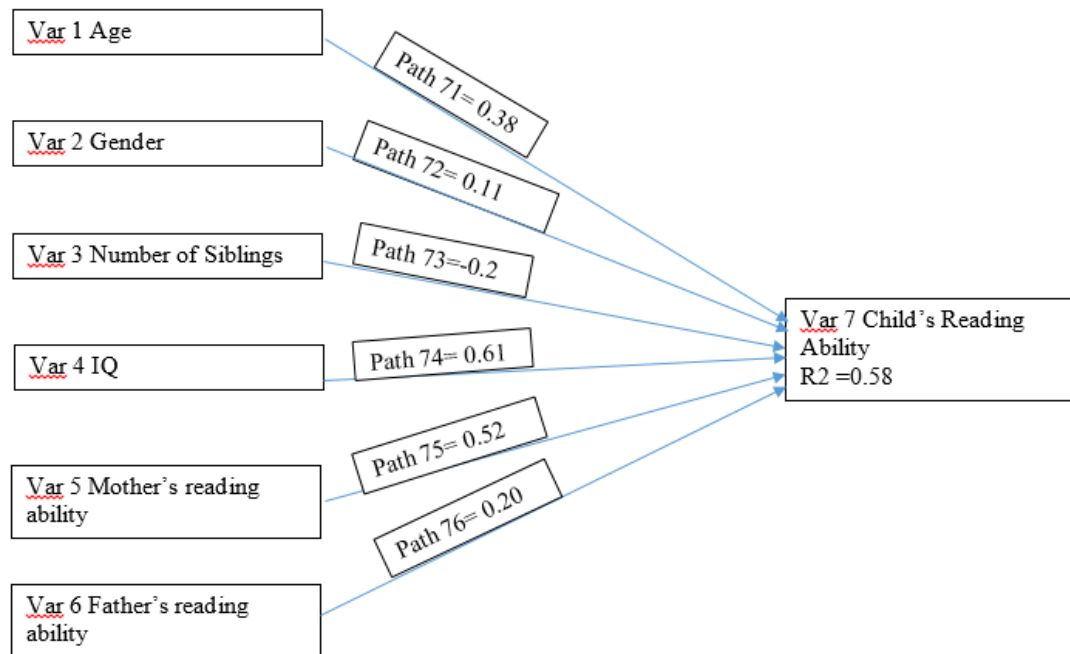 Var 1 Age
Path 71= 0.38
Var 2 Gender
Path 72= 0.11
Var 3 Number of Siblings
Path 73=-0.2
Var 4 IQ
Path 74= 0.61
Var 5 Mother's reading
ability
Path 75= 0.52
Var 6 Father's reading
ability
Path 76= 0.20
Var 7 Child's Reading
Ability
R2 =0.58